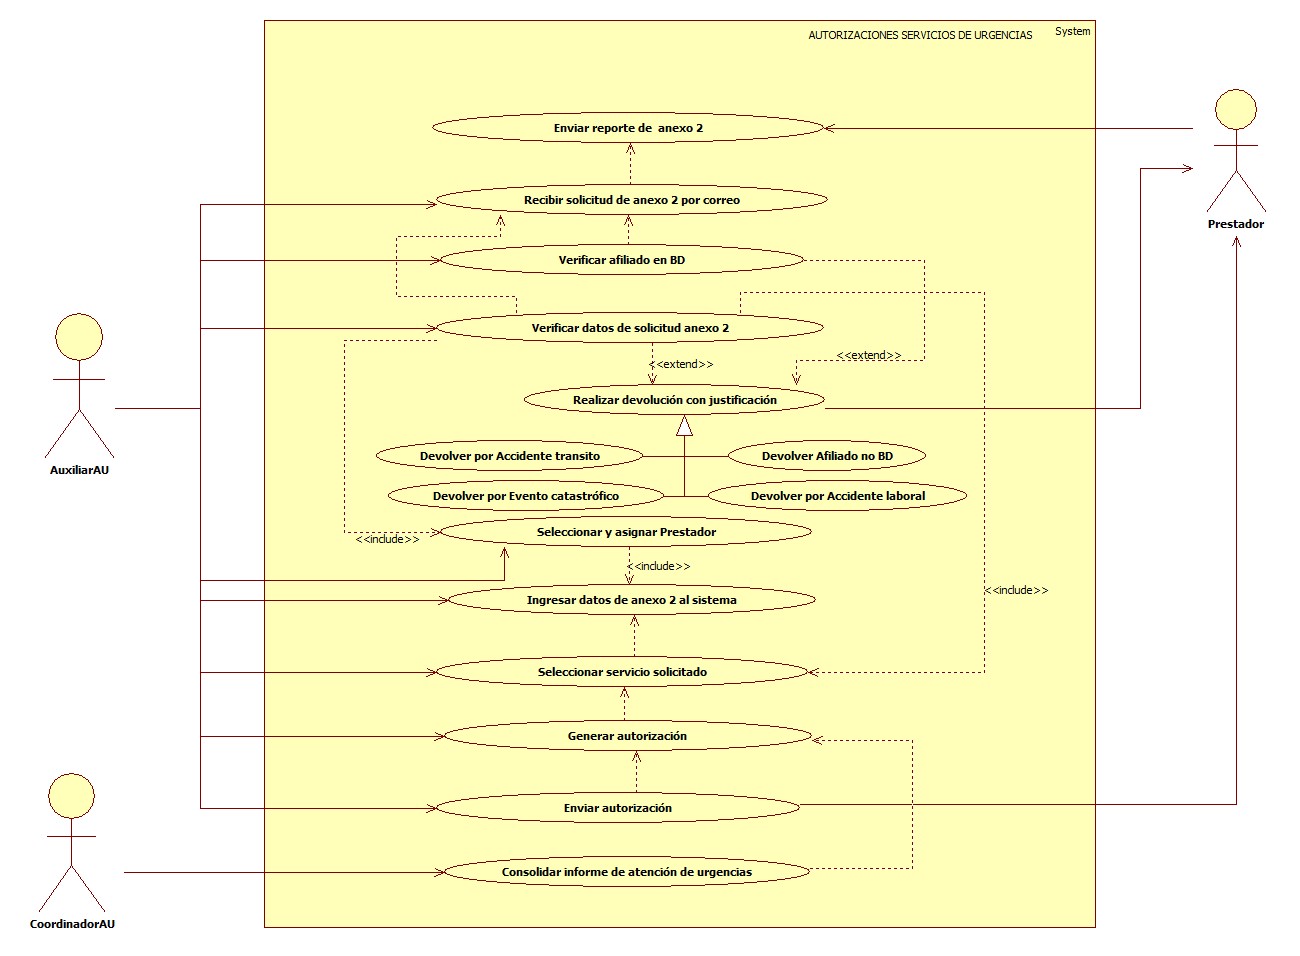 AUTORIZACIONES SERVICIOS DE URGENCIAS
System
Enviar reporte de anexo 2
Recibir solicitud de anexo 2 por correo
Prestador
Verificar afiliado en BD
Verificar datos de solicitud anexo 2
<<extend>>
<<extend>>
Realizar devolución con justificación
AuxiliarAU
Devolver por Accidente transito
Devolver Afiliado no BD
Devolver por Evento catastrófico
Devolver por Accidente laboral
Seleccionar y asignar Prestador
<<include>>
<<include>>
Ingresar datos de anexo 2 al sistema
<<include>>
Seleccionar servicio solicitado
Generar autorización
Enviar autorización
Consolidar informe de atención de urgencias
CoordinadorAU